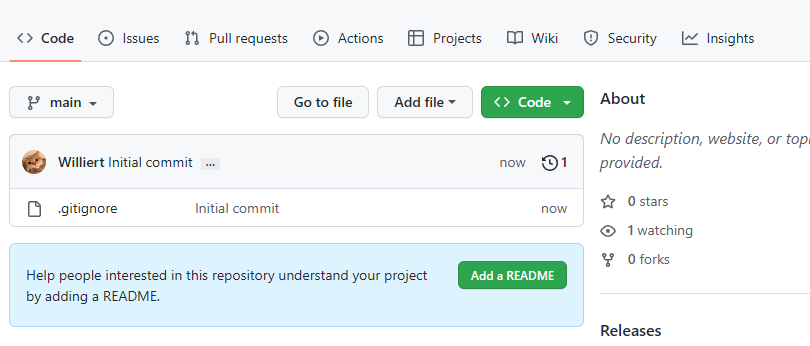 Code Issues Pull requests Actions Projects Wiki Security Insights
main Go to file Add file Code
Williert Initial commit ... now 1
.gitignore Initial commit now
Help people interested in this repository understand your project
by adding a README.
Add a README
About
No description, website, or topi
provided.
0 stars
1 watching
0 forks
Releases